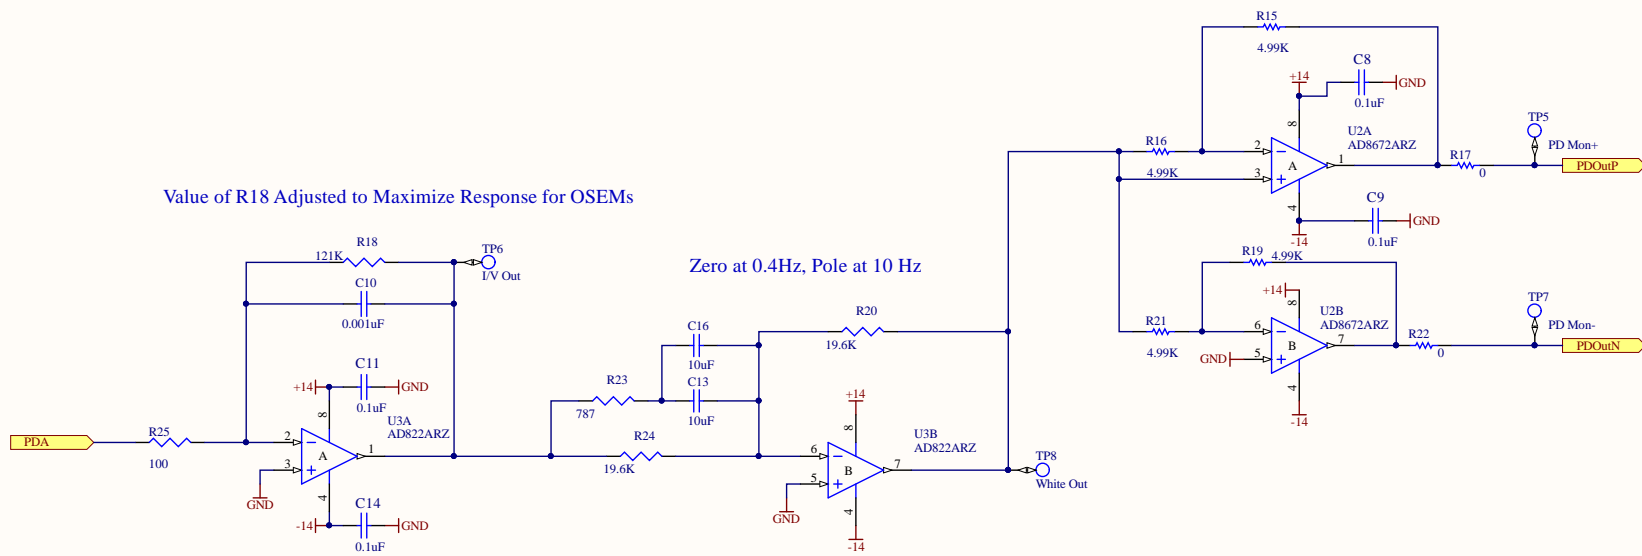 R15
4.99K
C8
+14
GND
0.1uF
8
U2A
AD8672ARZ
TP5
PD Mon+
R16
2
A
1
R17
0
PDOutP
4.99K
3
4
C9
GND
0.1uF
-14
Value of R18 Adjusted to Maximize Response for OSEMs
R18
121K
TP6
I/V Out
C10
0.001uF
Zero at 0.4Hz, Pole at 10 Hz
R19
4.99K
+14
8
U2B
AD8672ARZ
TP7
PD Mon-
R21
6
B
7
R22
0
PDOutN
4.99K
GND
5
4
-14
R20
19.6K
C16
10uF
C13
10uF
R23
787
R24
19.6K
C11
+14
GND
0.1uF
8
U3A
AD822ARZ
PDA
R25
100
2
A
1
3
GND
4
C14
-14
GND
0.1uF
+14
8
U3B
AD822ARZ
6
B
7
5
GND
4
-14
TP8
White Out